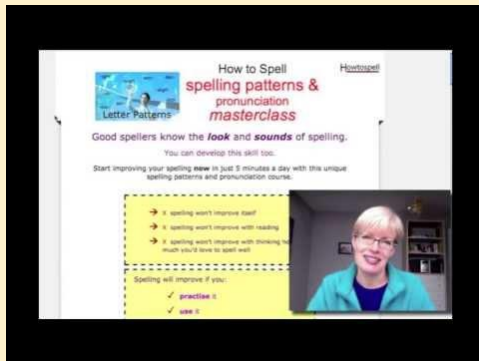 How to Spell
Howtospell
spelling patterns &
pronunciation
masterclass
Letter Patterns
Good spellers know the look and sounds of spelling.
You can develop this skill too.
Start improving your spelling now in just 5 minutes a day with this unique
spelling patterns and pronunciation course.
spelling won't improve itself
spelling won't improve with reading
spelling won't improve with thinking
much you'd love to spell well
Spelling will improve if you:
✓ practise it
✓ use it